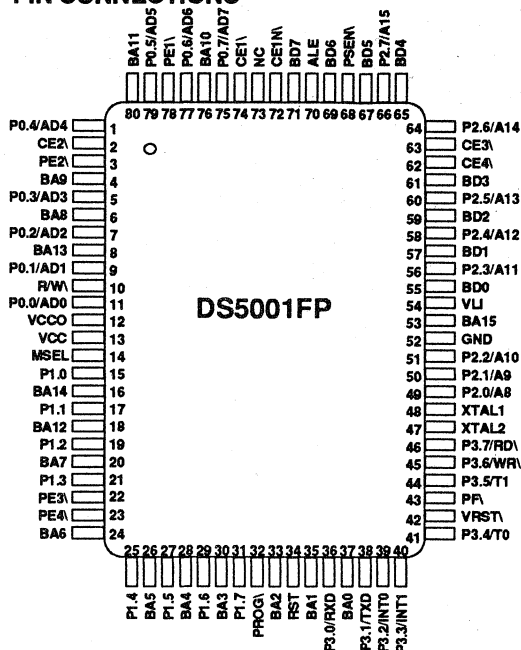 PIN CONNECTIONS
BA11
P0.5/AD5
PE1\
P0.6/AD6
BA10
P0.7/AD7
CE1\
NC
CE1N\
BD7
ALE
BD6
PSEN\
BD5
P2.7/A15
BD4
80 79 78 77 76 75 74 73 72 71 70 69 68 67 66 65
P0.4/AD4 1
CE2\ 2
PE2\ 3
BA9 4
P0.3/AD3 5
BA8 6
P0.2/AD2 7
BA13 8
P0.1/AD1 9
R/W\ 10
P0.0/AD0 11
VCCO 12
VCC 13
MSEL 14
P1.0 15
BA14 16
P1.1 17
BA12 18
P1.2 19
BA7 20
P1.3 21
PE3\ 22
PE4\ 23
BA6 24
DS5001FP
64 P2.6/A14
63 CE3\
62 CE4\
61 BD3
60 P2.5/A13
59 BD2
58 P2.4/A12
57 BD1
56 P2.3/A11
55 BD0
54 VLI
53 BA15
52 GND
51 P2.2/A10
50 P2.1/A9
49 P2.0/A8
48 XTAL1
47 XTAL2
46 P3.7/RD\
45 P3.6/WR\
44 P3.5/T1
43 PF\
42 VRST\
41 P3.4/T0
25 26 27 28 29 30 31 32 33 34 35 36 37 38 39 40
P1.4
BA5
P1.5
BA4
P1.6
BA3
P1.7
PROG\
BA2
RST
BA1
P3.0/RXD
BA0
P3.1/TXD
P3.2/INT0
P3.3/INT1